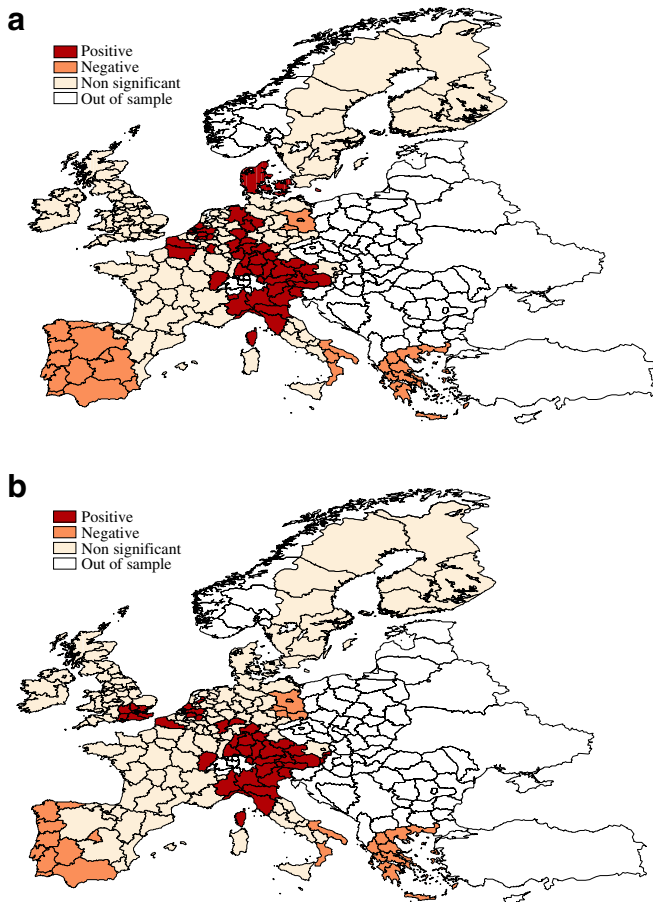 a
Positive
Negative
Non significant
Out of sample
b
Positive
Negative
Non significant
Out of sample